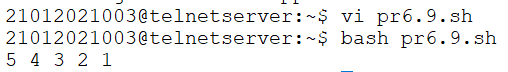 21012021003@telnetserver:~$ vi pr6.9.sh
21012021003@telnetserver:~$ bash pr6.9.sh
5 4 3 2 1